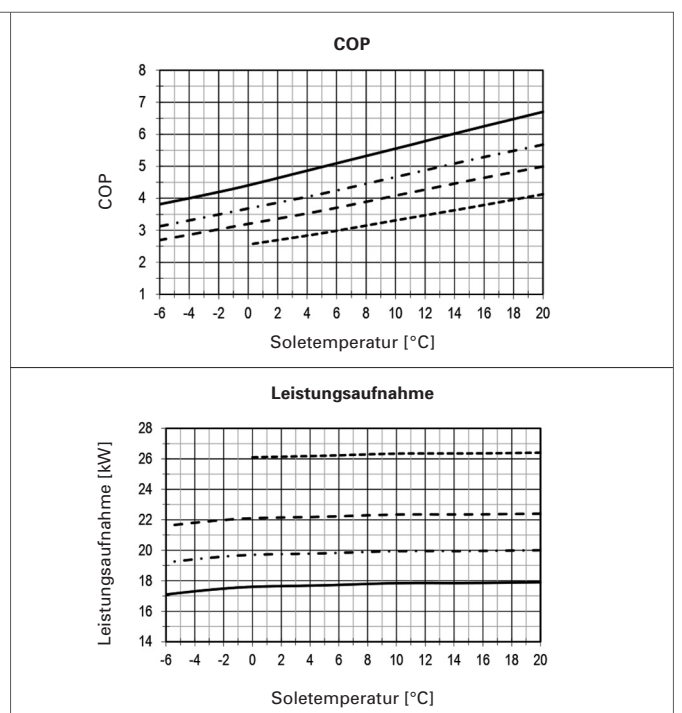 COP
8
7
6
5
4
3
2
1
COP
-6 -4 -2 0 2 4 6 8 10 12 14 16 18 20
Soletemperatur [°C]
Leistungsaufnahme
28
26
24
22
20
18
16
14
Leistungsaufnahme [kW]
-6 -4 -2 0 2 4 6 8 10 12 14 16 18 20
Soletemperatur [°C]